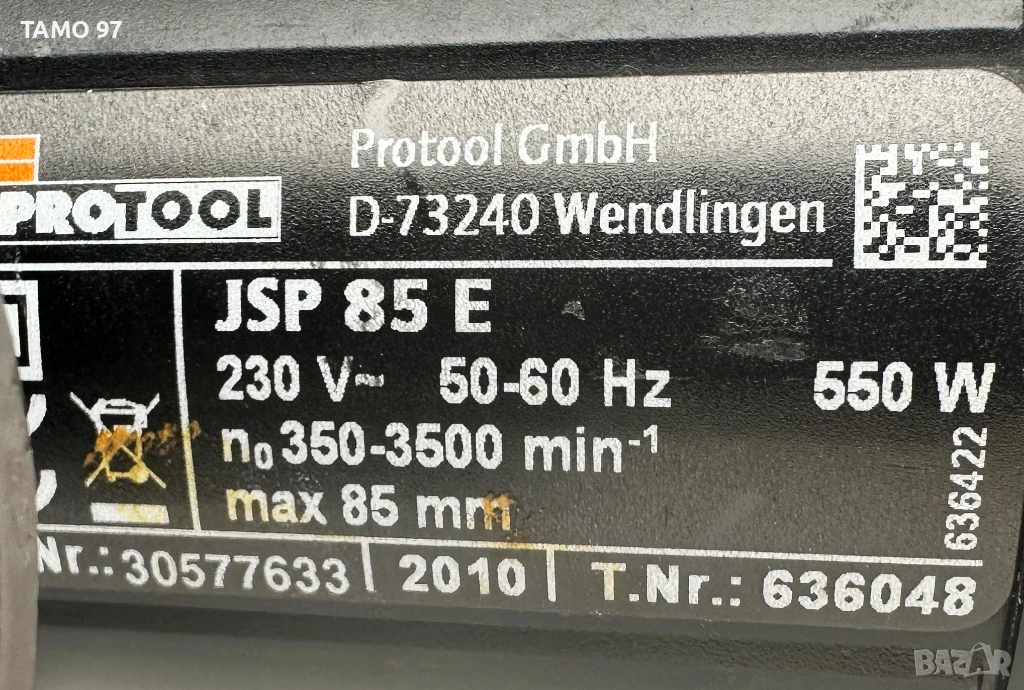 TAMO 97
Protool GmbH
PROTOOL
D-73240 Wendlingen
JSP 85 E
230 V~ 50-60 Hz 550 W
n₀ 350-3500 min⁻¹
max 85 mm
636422
Nr.: 30577633 | 2010 | T.Nr.: 636048
BAZAR